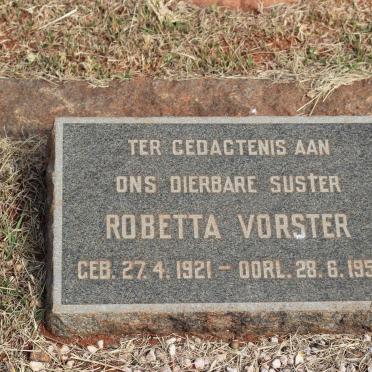 TER GEDACTENIS AAN
ONS DIERBARE SUSTER
ROBETTA VORSTER
GEB. 27. 4. 1921 - OORL. 28. 6. 195